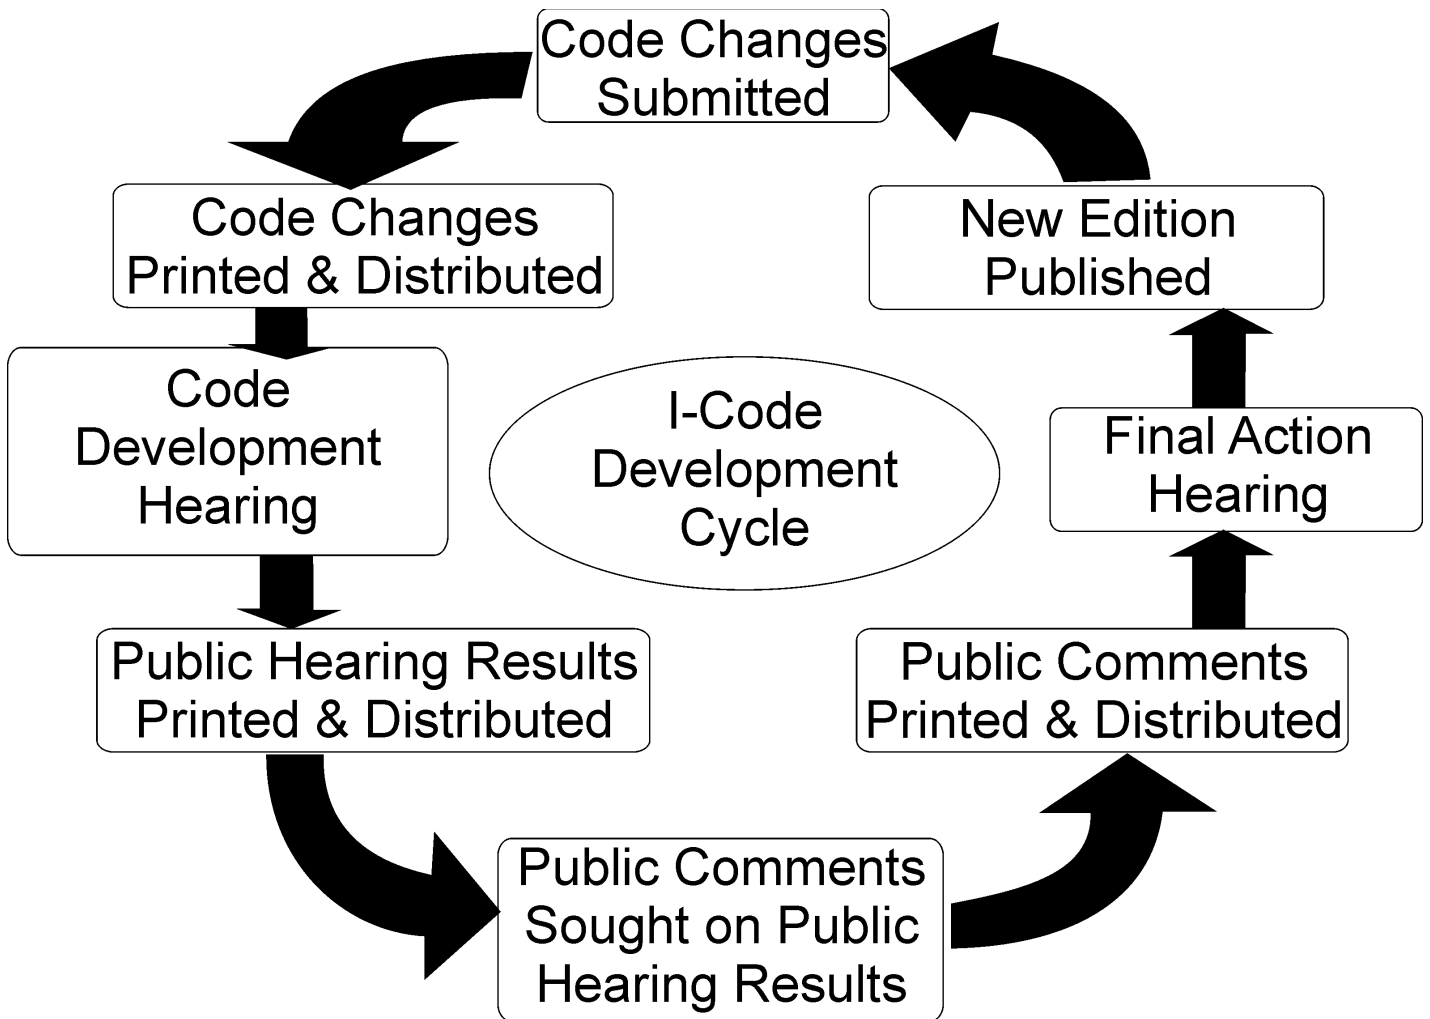 Code Changes
Submitted
Code Changes
Printed & Distributed
New Edition
Published
Code
Development
Hearing
I-Code
Development
Cycle
Final Action
Hearing
Public Hearing Results
Printed & Distributed
Public Comments
Printed & Distributed
Public Comments
Sought on Public
Hearing Results